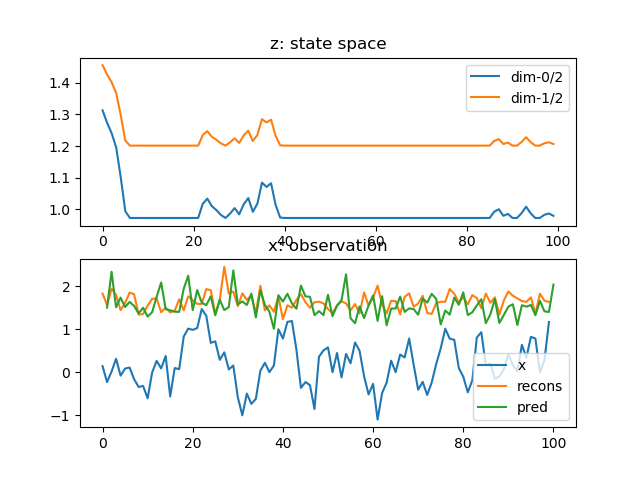 z: state space
1.4
1.3
1.2
1.1
1.0
dim-0/2
dim-1/2
0 20 40 60 80 100
x: observation
2
1
0
−1
x
recons
pred
0 20 40 60 80 100